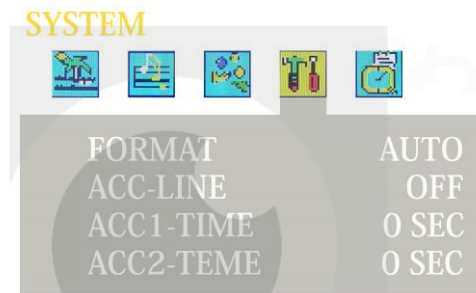 SYSTEM
FORMAT AUTO
ACC-LINE OFF
ACC1-TIME 0 SEC
ACC2-TEME 0 SEC